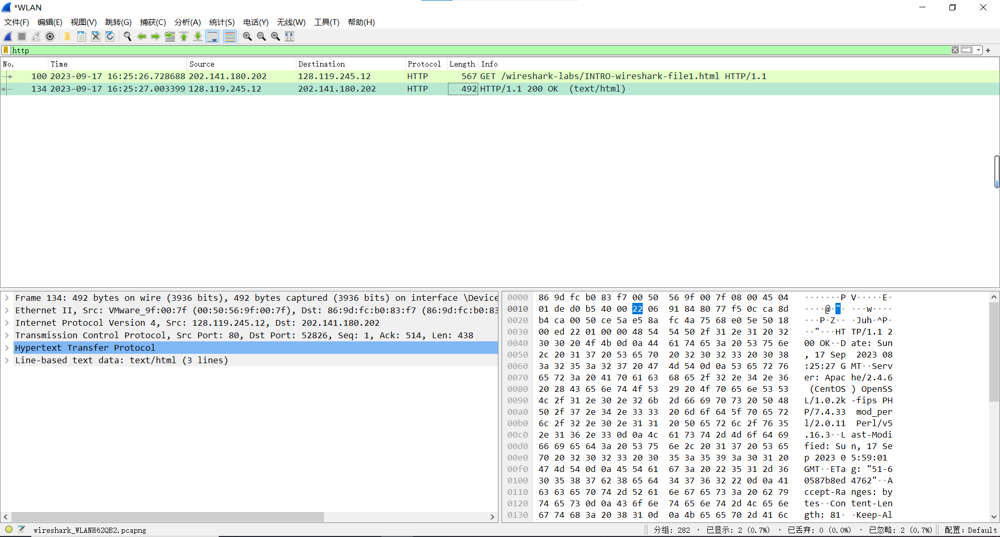 *WLAN
文件(F) 编辑(E) 视图(V) 跳转(G) 捕获(C) 分析(A) 统计(S) 电话(Y) 无线(W) 工具(T) 帮助(H)
http
No. Time Source Destination Protocol Length Info
100 2023-09-17 16:25:26.728688 202.141.180.202 128.119.245.12 HTTP 567 GET /wireshark-labs/INTRO-wireshark-file1.html HTTP/1.1
134 2023-09-17 16:25:27.003399 128.119.245.12 202.141.180.202 HTTP 492 HTTP/1.1 200 OK (text/html)
Frame 134: 492 bytes on wire (3936 bits), 492 bytes captured (3936 bits) on interface \Device
Ethernet II, Src: VMware_9f:00:7f (00:50:56:9f:00:7f), Dst: 86:9d:fc:b0:83:f7 (86:9d:fc:b0:83
Internet Protocol Version 4, Src: 128.119.245.12, Dst: 202.141.180.202
Transmission Control Protocol, Src Port: 80, Dst Port: 52826, Seq: 1, Ack: 514, Len: 438
Hypertext Transfer Protocol
Line-based text data: text/html (3 lines)
0000 86 9d fc b0 83 f7 00 50 56 9f 00 7f 08 00 45 04 ·······P V·····E·
0010 01 de d0 b5 40 00 22 06 91 84 80 77 f5 0c ca 8d ····@·"· ···w····
0020 b4 ca 00 50 ce 5a e5 8a fc 4a 75 68 e0 5e 50 18 ···P·Z·· ·Juh·^P·
0030 00 ed 22 01 00 00 48 54 54 50 2f 31 2e 31 20 32 ··"···HT TP/1.1 2
0040 30 30 20 4f 4b 0d 0a 44 61 74 65 3a 20 53 75 6e 00 OK··D ate: Sun
0050 2c 20 31 37 20 53 65 70 20 32 30 32 33 20 30 38 , 17 Sep 2023 08
0060 3a 32 35 3a 32 37 20 47 4d 54 0d 0a 53 65 72 76 :25:27 G MT··Serv
0070 65 72 3a 20 41 70 61 63 68 65 2f 32 2e 34 2e 36 er: Apac he/2.4.6
0080 20 28 43 65 6e 74 4f 53 29 20 4f 70 65 6e 53 53 (CentOS ) OpenSS
0090 4c 2f 31 2e 30 2e 32 6b 2d 66 69 70 73 20 50 48 L/1.0.2k -fips PH
00a0 50 2f 37 2e 34 2e 33 33 20 6d 6f 64 5f 70 65 72 P/7.4.33 mod_per
00b0 6c 2f 32 2e 30 2e 31 31 20 50 65 72 6c 2f 76 35 l/2.0.11 Perl/v5
00c0 2e 31 36 2e 33 0d 0a 4c 61 73 74 2d 4d 6f 64 69 .16.3··L ast-Modi
00d0 66 69 65 64 3a 20 53 75 6e 2c 20 31 37 20 53 65 fied: Su n, 17 Se
00e0 70 20 32 30 32 33 20 30 35 3a 35 39 3a 30 31 20 p 2023 0 5:59:01
00f0 47 4d 54 0d 0a 45 54 61 67 3a 20 22 35 31 2d 36 GMT··ETa g: "51-6
0100 30 35 38 37 62 38 65 64 34 37 36 32 22 0d 0a 41 0587b8ed 4762"··A
0110 63 63 65 70 74 2d 52 61 6e 67 65 73 3a 20 62 79 ccept-Ra nges: by
0120 74 65 73 0d 0a 43 6f 6e 74 65 6e 74 2d 4c 65 6e tes··Con tent-Len
0130 67 74 68 3a 20 38 31 0d 0a 4b 65 65 70 2d 41 6c gth: 81· ·Keep-Al
wireshark_WLANH62QB2.pcapng 分组: 282 · 已显示: 2 (0.7%) · 已丢弃: 0 (0.0%) · 已忽略: 2 (0.7%) 配置: Default